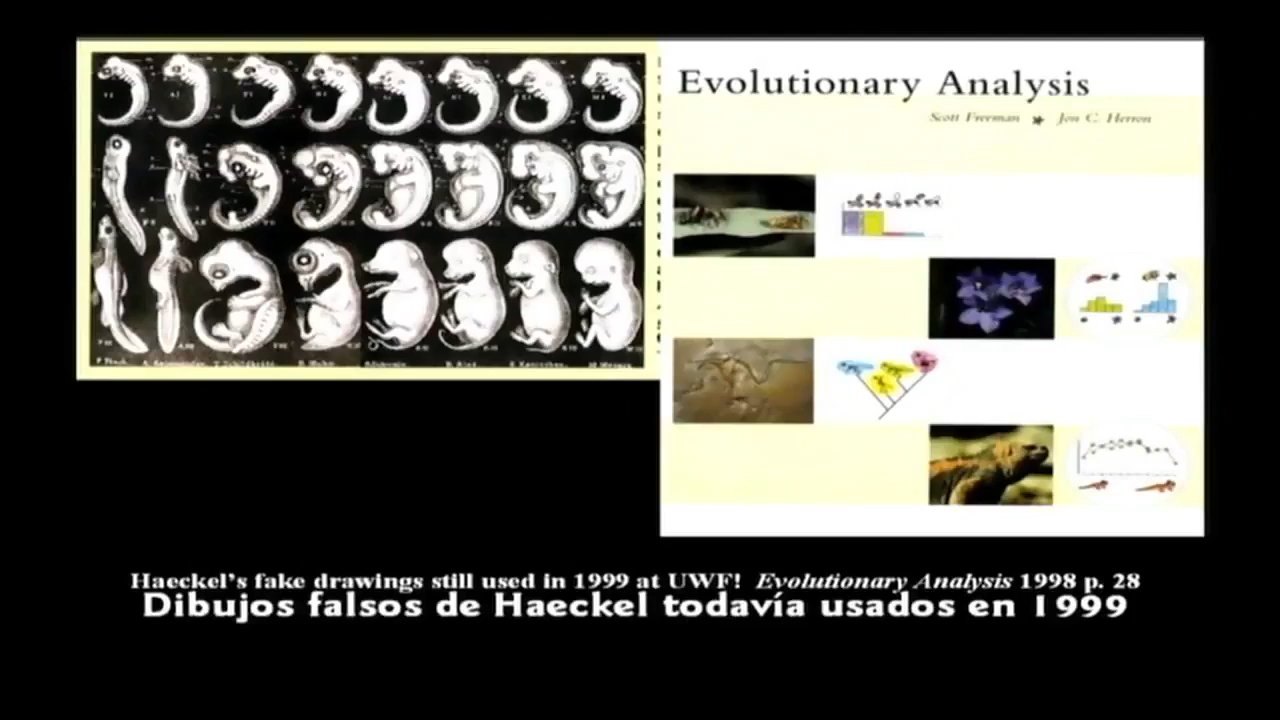 Evolutionary Analysis
Scott Freeman ★ Jon C. Herron
Haeckel's fake drawings still used in 1999 at UWF! Evolutionary Analysis 1998 p. 28
Dibujos falsos de Haeckel todavía usados en 1999